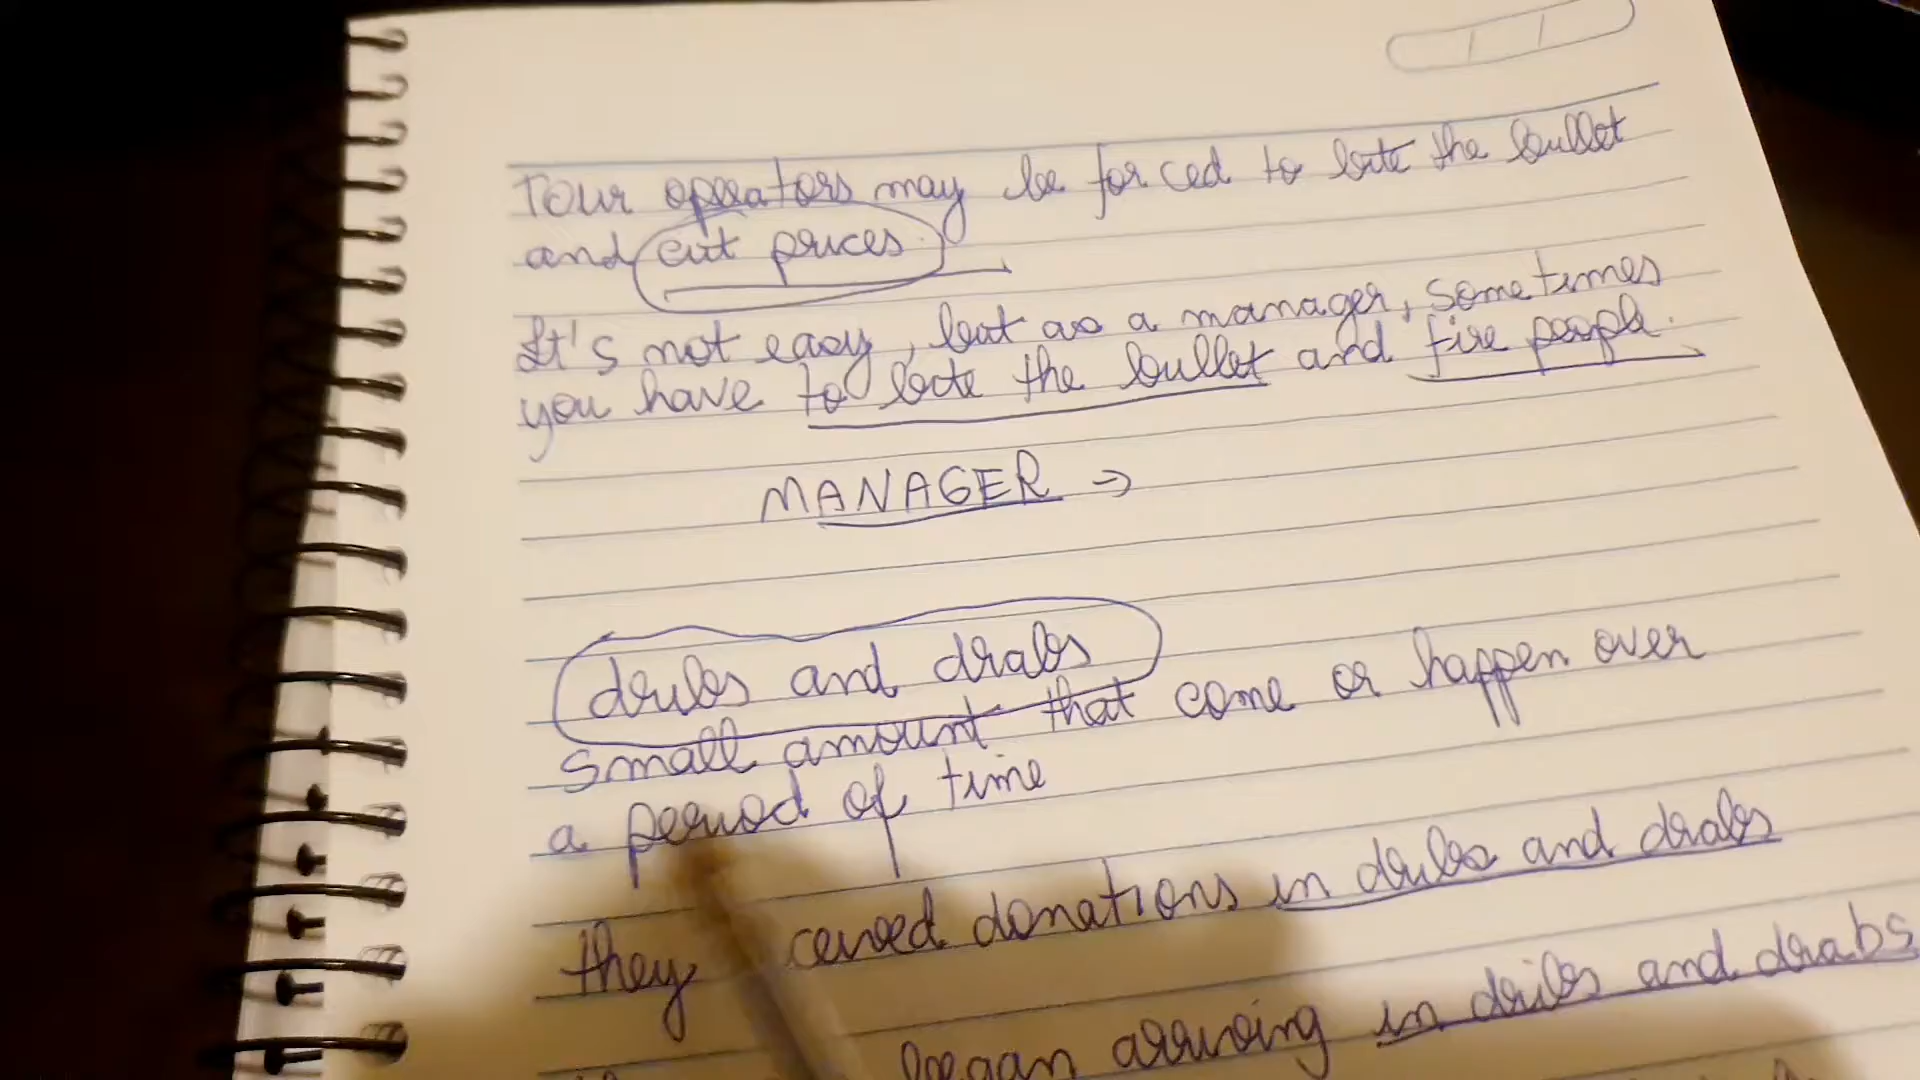 Tour operators may be forced to bite the bullet
and cut prices.
It's not easy, but as a manager, sometimes
you have to bite the bullet and fire people.
MANAGER →
dribs and drabs
small amount that come or happen over
a period of time
they ceived donations in dribs and drabs
began arriving in dribs and drabs